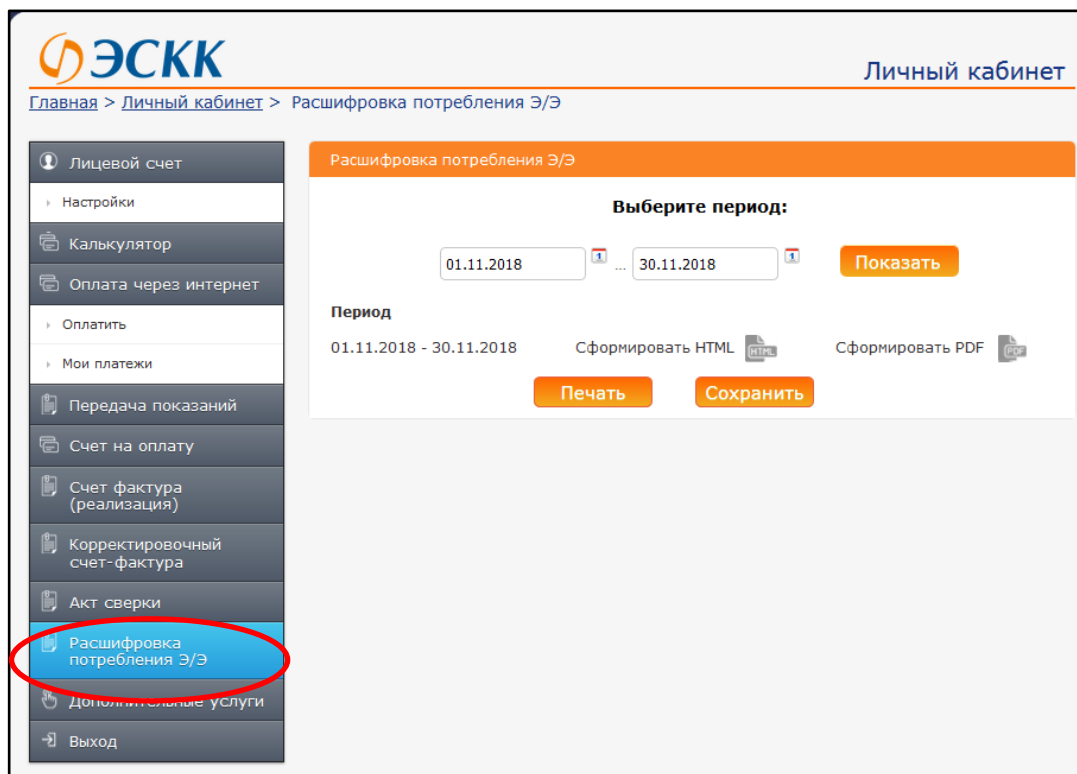 ЭСКК
Личный кабинет
Главная > Личный кабинет > Расшифровка потребления Э/Э
Лицевой счет
Настройки
Калькулятор
Оплата через интернет
Оплатить
Мои платежи
Передача показаний
Счет на оплату
Счет фактура
(реализация)
Корректировочный
счет-фактура
Акт сверки
Расшифровка
потребления Э/Э
Дополнительные услуги
Выход
Расшифровка потребления Э/Э
Выберите период:
01.11.2018 ... 30.11.2018 Показать
Период
01.11.2018 - 30.11.2018 Сформировать HTML HTML Сформировать PDF PDF
Печать Сохранить